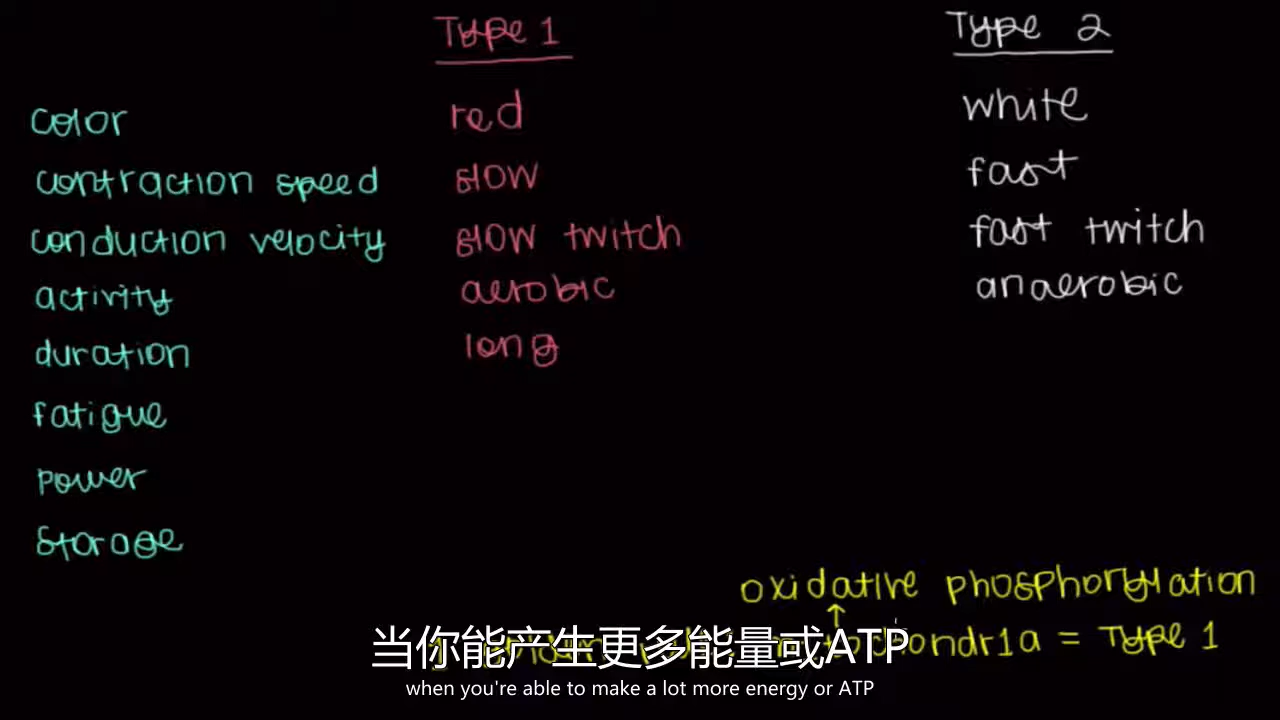 Type 1 Type 2
color red white
contraction speed slow fast
conduction velocity slow twitch fast twitch
activity aerobic anaerobic
duration long
fatigue
power
storage
oxidative phosphorylation
↑
mitochondr1a = Type 1
当你能产生更多能量或ATP
when you're able to make a lot more energy or ATP